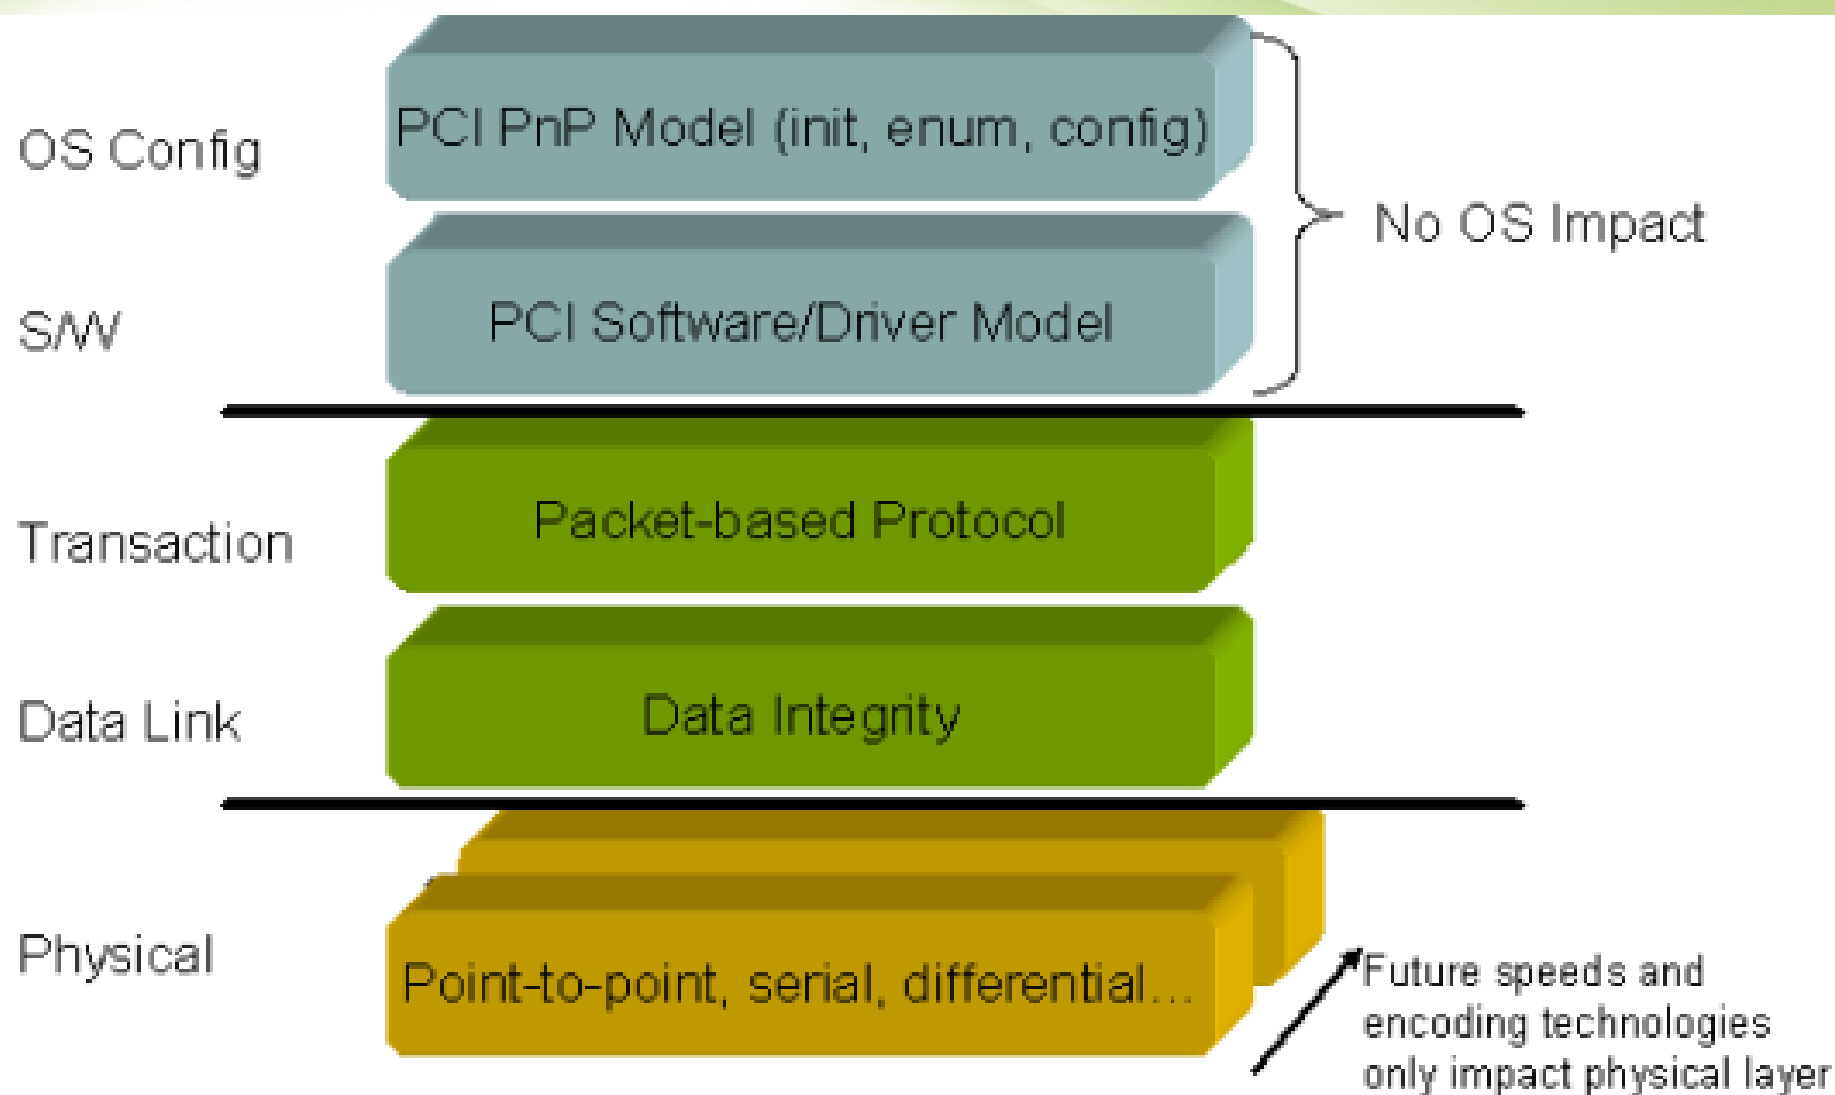 OS Config
PCI PnP Model (init, enum, config)
No OS Impact
S/W
PCI Software/Driver Model
Transaction
Packet-based Protocol
Data Link
Data Integrity
Physical
Point-to-point, serial, differential...
Future speeds and
encoding technologies
only impact physical layer